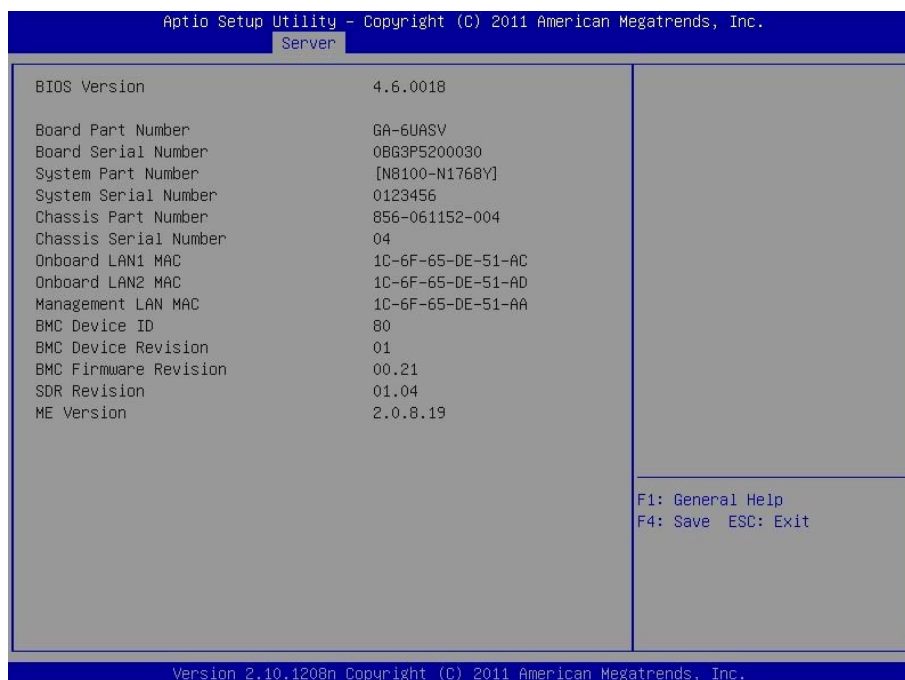 Aptio Setup Utility – Copyright (C) 2011 American Megatrends, Inc.
Server
BIOS Version 4.6.0018
Board Part Number GA-6UASV
Board Serial Number 0BG3P5200030
System Part Number [N8100-N1768Y]
System Serial Number 0123456
Chassis Part Number 856-061152-004
Chassis Serial Number 04
Onboard LAN1 MAC 1C-6F-65-DE-51-AC
Onboard LAN2 MAC 1C-6F-65-DE-51-AD
Management LAN MAC 1C-6F-65-DE-51-AA
BMC Device ID 80
BMC Device Revision 01
BMC Firmware Revision 00.21
SDR Revision 01.04
ME Version 2.0.8.19
F1: General Help
F4: Save ESC: Exit
Version 2.10.1208n Copyright (C) 2011 American Megatrends, Inc.